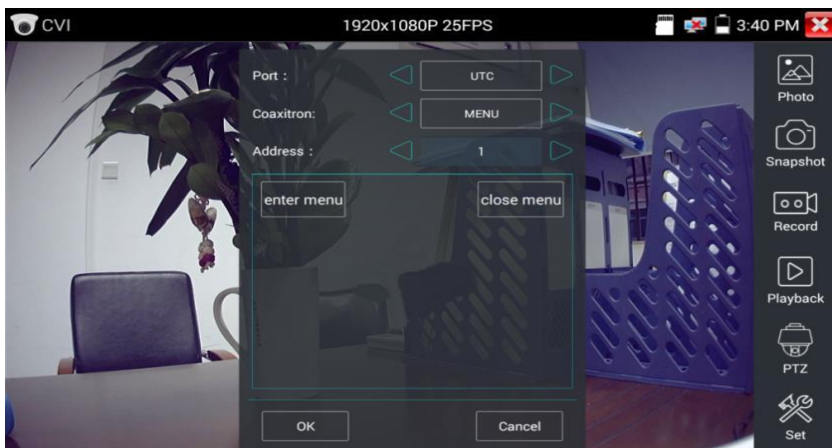 CVI 1920x1080P 25FPS 3:40 PM
Port : UTC
Coaxitron: MENU
Address : 1
enter menu close menu
OK Cancel
Photo
Snapshot
Record
Playback
PTZ
Set